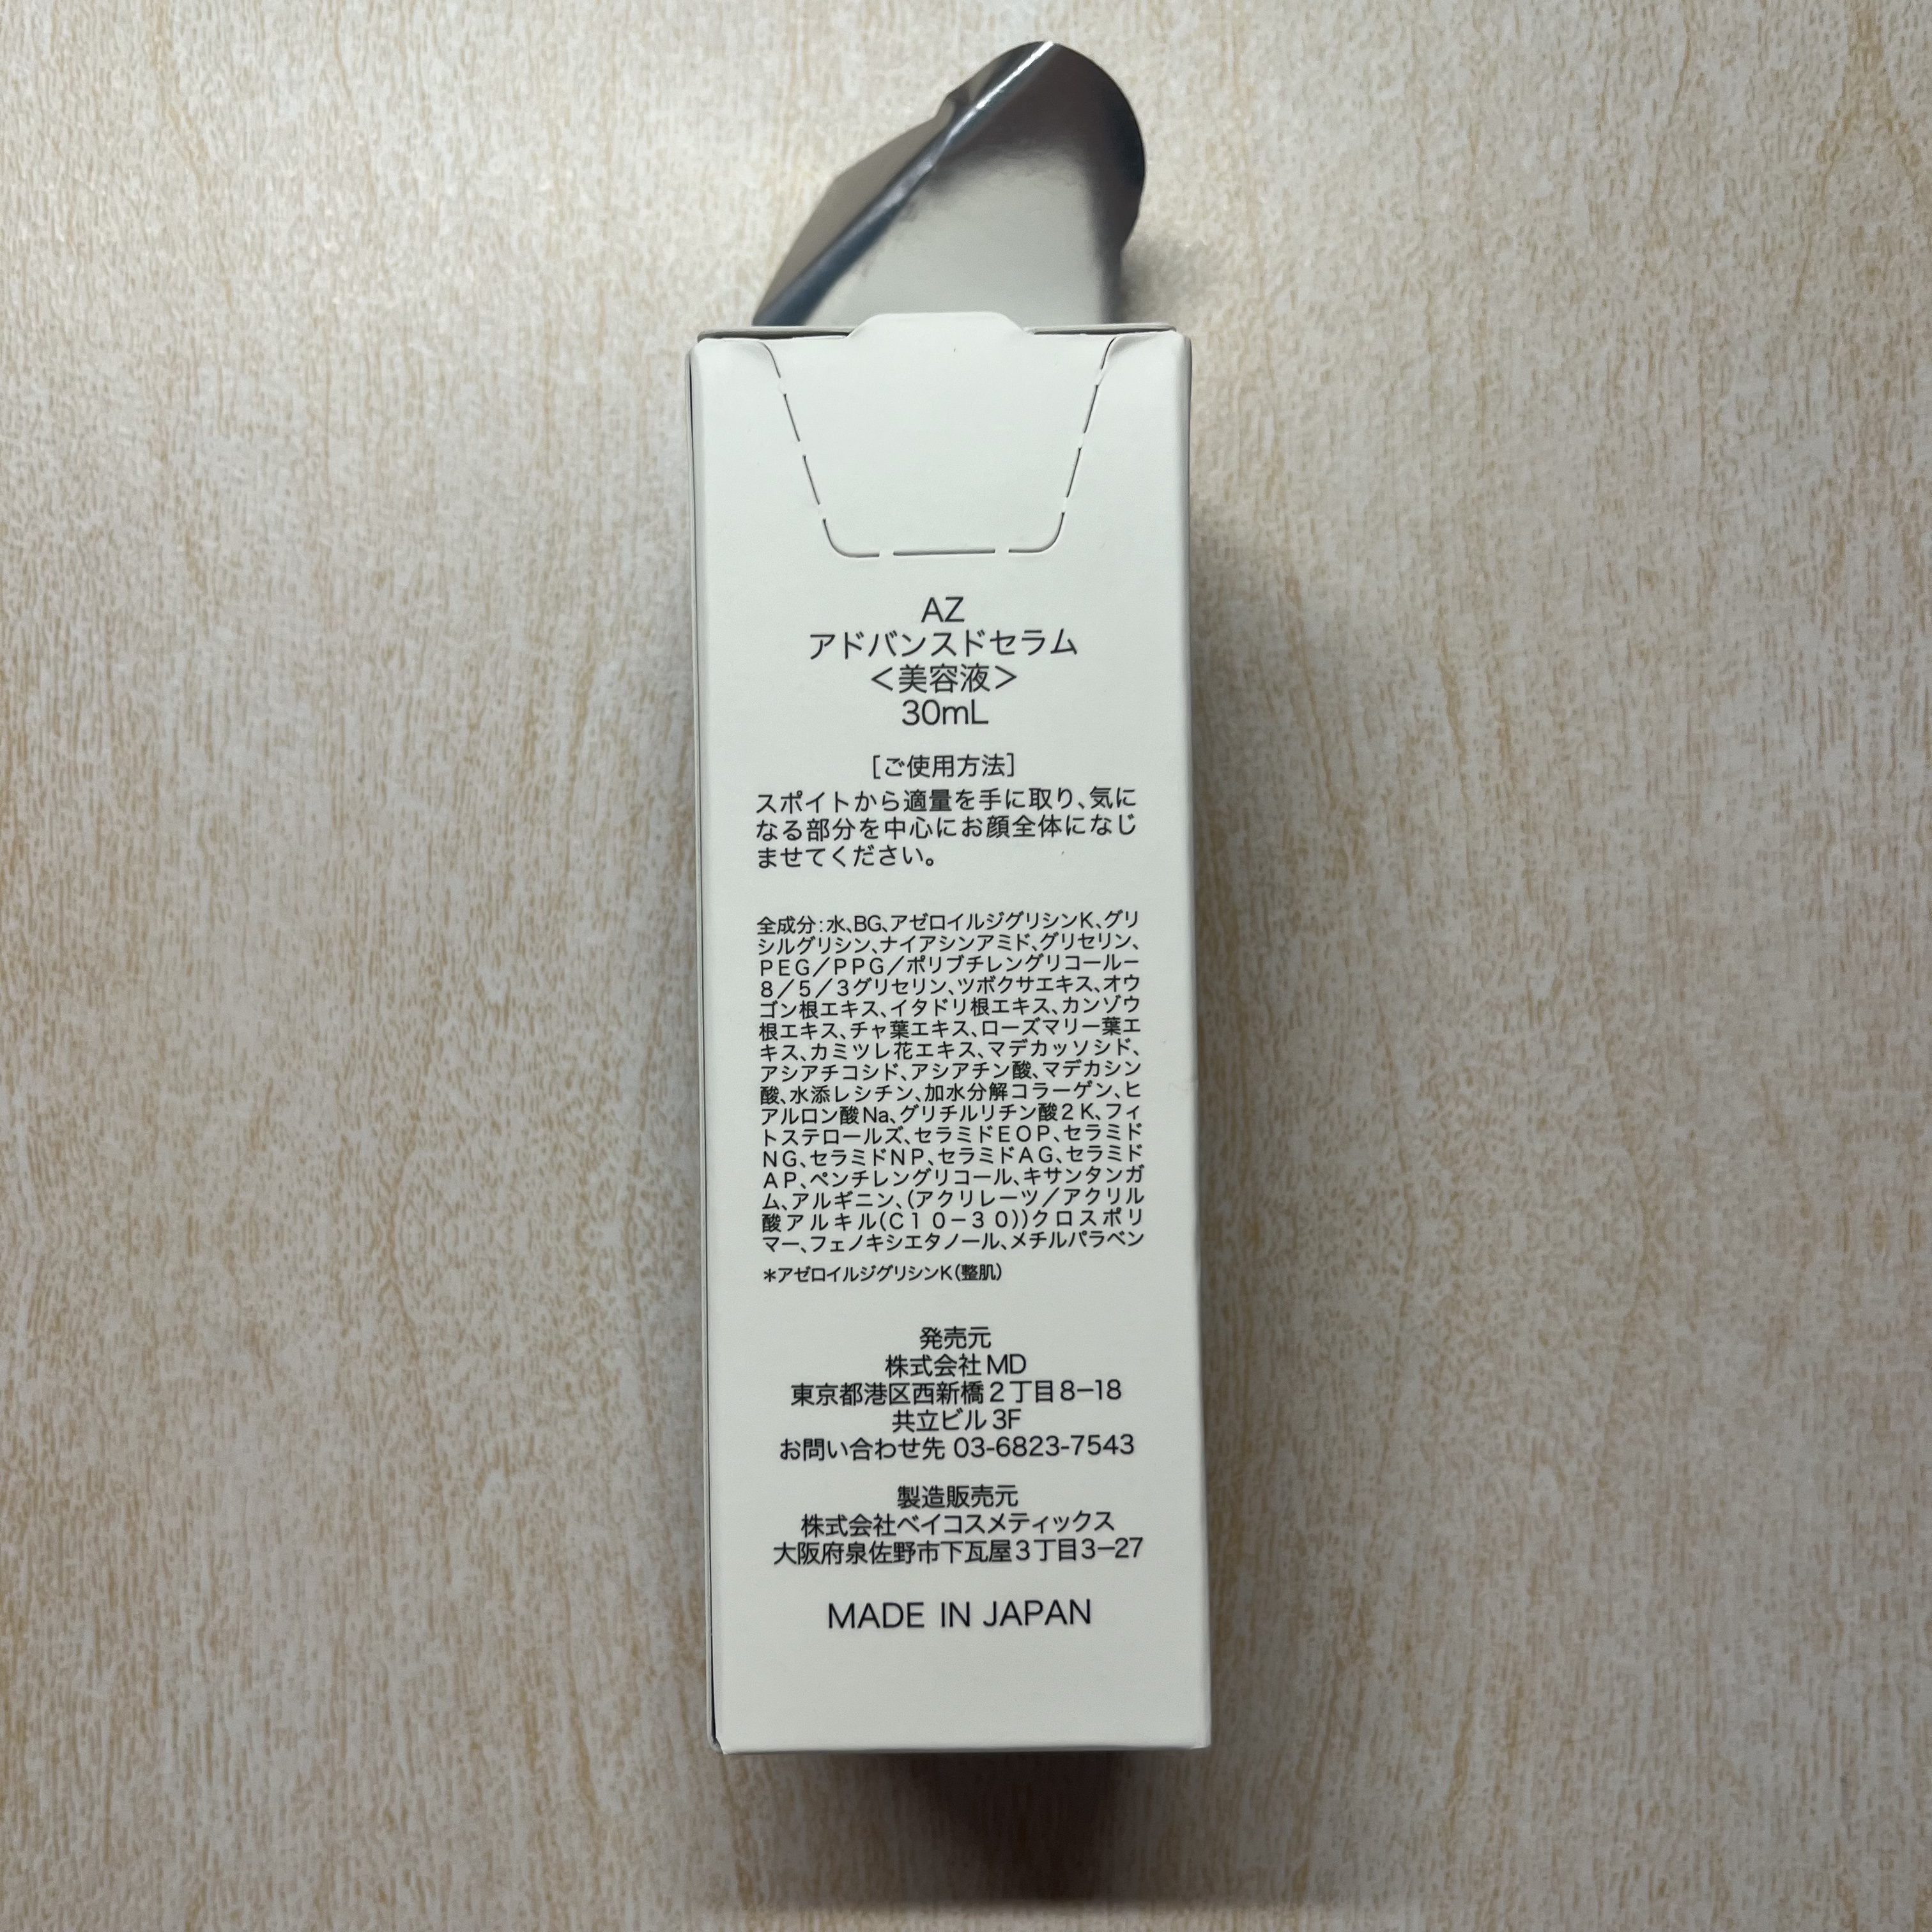 AZ
アドバンスドセラム
＜美容液＞
30mL
［ご使用方法］
スポイトから適量を手に取り、気に
なる部分を中心にお顔全体になじ
ませてください。
全成分：水、BG、アゼロイルジグリシンK、グリ
シルグリシン、ナイアシンアミド、グリセリン、
PEG／PPG／ポリブチレングリコールー
8／5／3グリセリン、ツボクサエキス、オウ
ゴン根エキス、イタドリ根エキス、カンゾウ
根エキス、チャ葉エキス、ローズマリー葉エ
キス、カミツレ花エキス、マデカッソシド、
アシアチコシド、アシアチン酸、マデカシン
酸、水添レシチン、加水分解コラーゲン、ヒ
アルロン酸Na、グリチルリチン酸2K、フィ
トステロールズ、セラミドEOP、セラミド
NG、セラミドNP、セラミドAG、セラミド
AP、ペンチレングリコール、キサンタンガ
ム、アルギニン、（アクリレーツ／アクリル
酸アルキル（C10－30））クロスポリ
マー、フェノキシエタノール、メチルパラベン
＊アゼロイルジグリシンK（整肌）
発売元
株式会社MD
東京都港区西新橋2丁目8－18
共立ビル3F
お問い合わせ先 03-6823-7543
製造販売元
株式会社ベイコスメティックス
大阪府泉佐野市下瓦屋3丁目3－27
MADE IN JAPAN